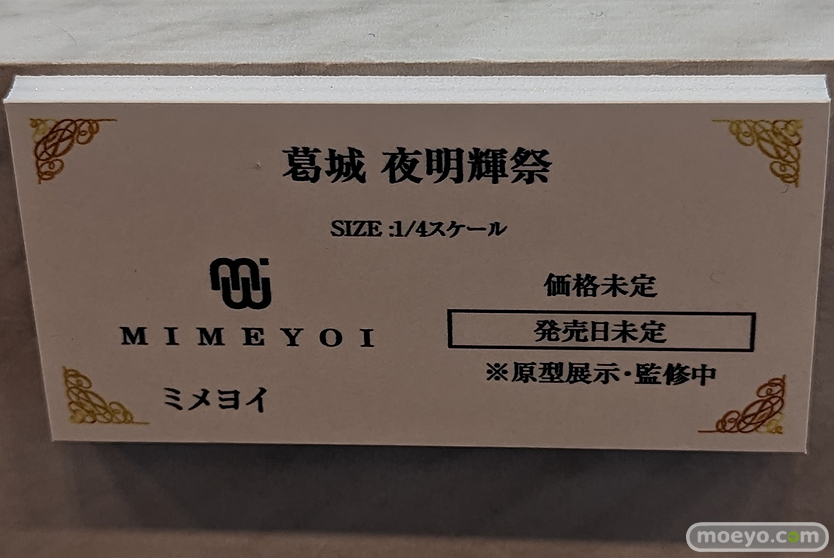 葛城 夜明輝祭
SIZE :1/4スケール
mimeyoi
MIMEYOI
ミメヨイ
価格未定
発売日未定
※原型展示・監修中
moeyo.com